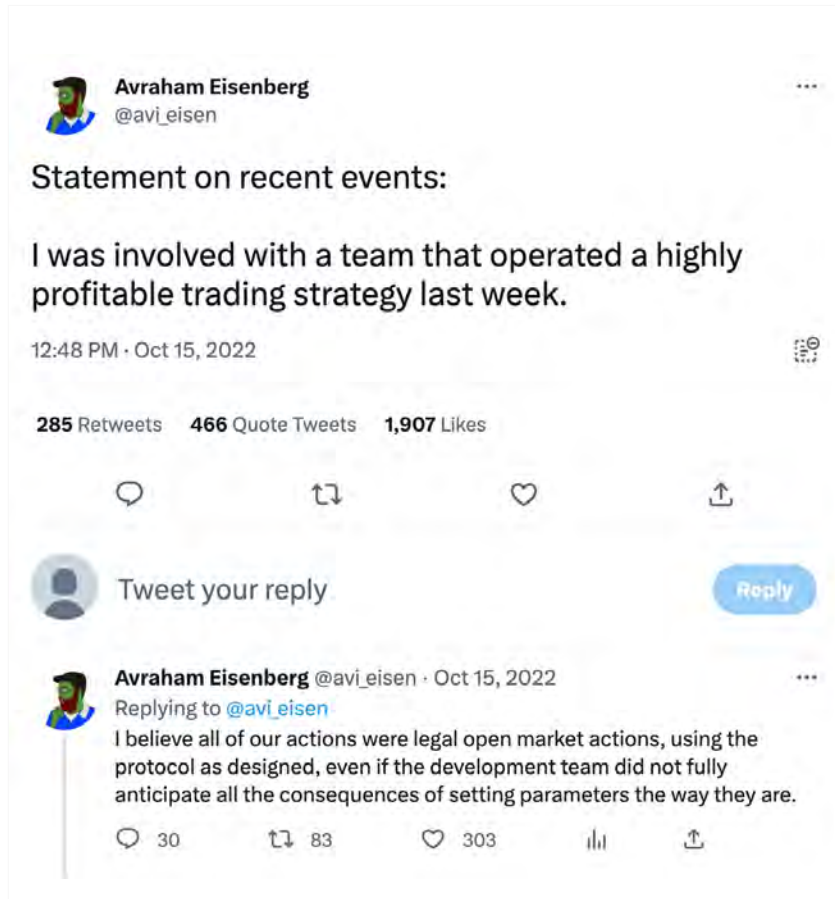 Avraham Eisenberg
@avi_eisen
Statement on recent events:
I was involved with a team that operated a highly
profitable trading strategy last week.
12:48 PM · Oct 15, 2022
285 Retweets 466 Quote Tweets 1,907 Likes
Tweet your reply
Reply
Avraham Eisenberg @avi_eisen · Oct 15, 2022
Replying to @avi_eisen
I believe all of our actions were legal open market actions, using the
protocol as designed, even if the development team did not fully
anticipate all the consequences of setting parameters the way they are.
30 83 303